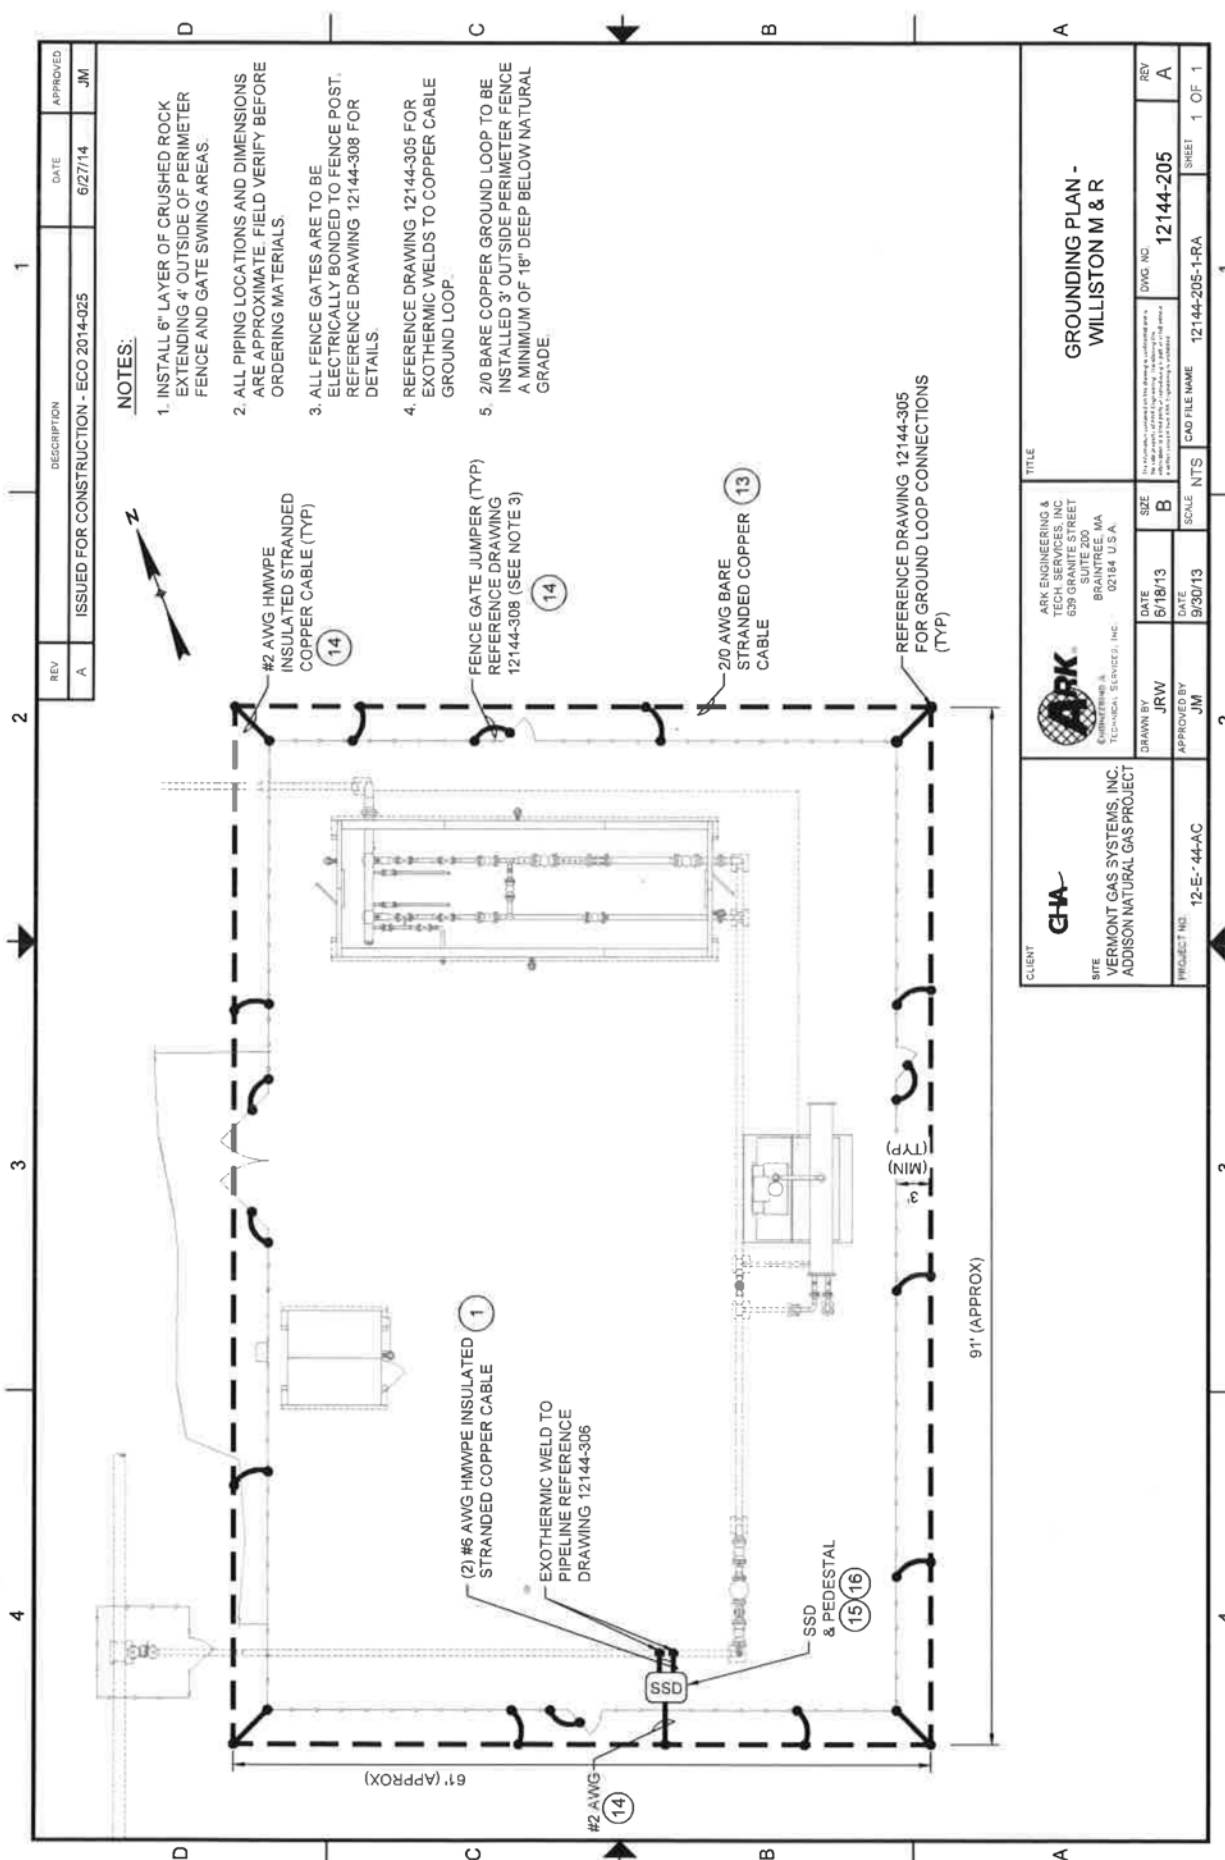 REV
DESCRIPTION
DATE
APPROVED
A
ISSUED FOR CONSTRUCTION - ECO 2014-025
6/27/14
JM
4
3
2
1
D
C
B
A
NOTES:
1. INSTALL 6" LAYER OF CRUSHED ROCK
EXTENDING 4' OUTSIDE OF PERIMETER
FENCE AND GATE SWING AREAS.
2. ALL PIPING LOCATIONS AND DIMENSIONS
ARE APPROXIMATE. FIELD VERIFY BEFORE
ORDERING MATERIALS.
3. ALL FENCE GATES ARE TO BE
ELECTRICALLY BONDED TO FENCE POST.
REFERENCE DRAWING 12144-308 FOR
DETAILS.
4. REFERENCE DRAWING 12144-305 FOR
EXOTHERMIC WELDS TO COPPER CABLE
GROUND LOOP.
5. 2/0 BARE COPPER GROUND LOOP TO BE
INSTALLED 3' OUTSIDE PERIMETER FENCE
A MINIMUM OF 18" DEEP BELOW NATURAL
GRADE.
N
#2 AWG HMWPE
INSULATED STRANDED
COPPER CABLE (TYP)
14
FENCE GATE JUMPER (TYP)
REFERENCE DRAWING
12144-308 (SEE NOTE 3)
14
2/0 AWG BARE
STRANDED COPPER
CABLE
13
REFERENCE DRAWING 12144-305
FOR GROUND LOOP CONNECTIONS
(TYP)
(2) #6 AWG HMWPE INSULATED
STRANDED COPPER CABLE
1
EXOTHERMIC WELD TO
PIPELINE REFERENCE
DRAWING 12144-306
SSD
SSD
& PEDESTAL
15 16
#2 AWG
14
61' (APPROX)
91' (APPROX)
3'
(MIN)
(TYP)
CLIENT
CHA
SITE
VERMONT GAS SYSTEMS, INC.
ADDISON NATURAL GAS PROJECT
PROJECT NO.
ARK
ENGINEERING &
TECHNICAL SERVICES, INC.
ARK ENGINEERING &
TECH. SERVICES, INC.
639 GRANITE STREET
SUITE 200
BRAINTREE, MA
02184 U.S.A.
DRAWN BY
JRW
DATE
6/18/13
APPROVED BY
JM
DATE
9/30/13
TITLE
GROUNDING PLAN -
WILLISTON M & R
SIZE
B
DWG. NO.
12144-205
REV
A
SCALE
NTS
CAD FILE NAME
12144-205-1-RA
SHEET
1 OF 1
4
3
2
1
D
C
B
A